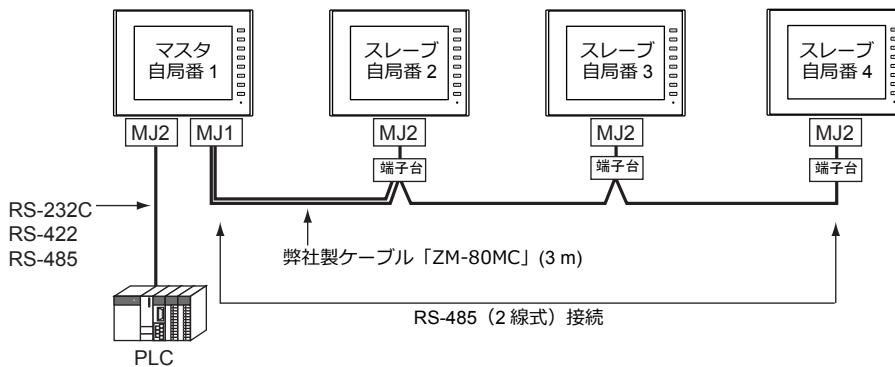 マスタ
自局番 1
スレーブ
自局番 2
スレーブ
自局番 3
スレーブ
自局番 4
MJ2
MJ1
MJ2
MJ2
MJ2
端子台
端子台
端子台
RS-232C
RS-422
RS-485
弊社製ケーブル「ZM-80MC」(3 m)
RS-485（2 線式）接続
PLC